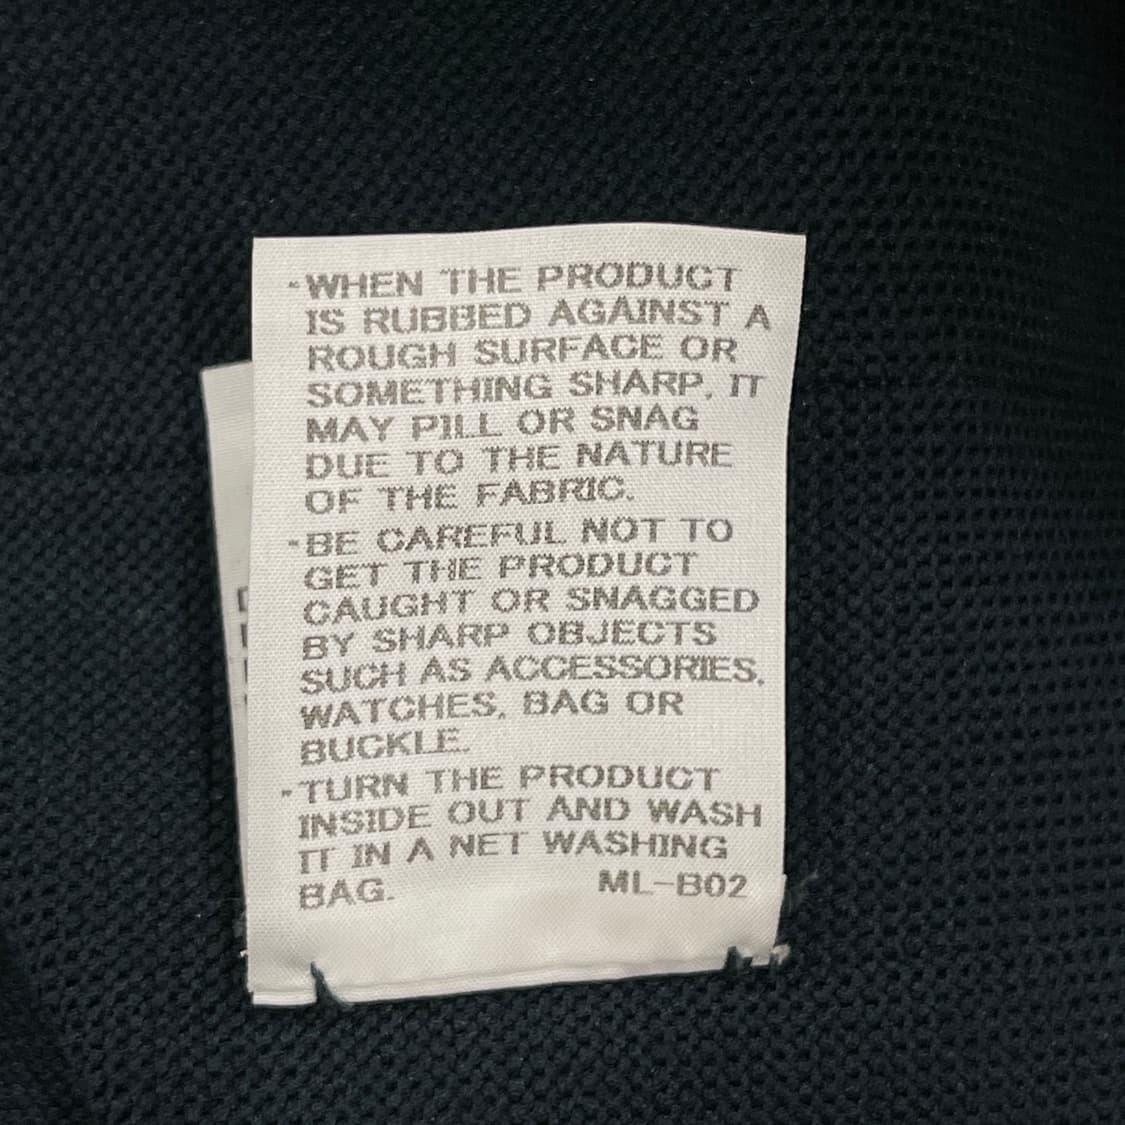 -WHEN THE PRODUCT
IS RUBBED AGAINST A
ROUGH SURFACE OR
SOMETHING SHARP, IT
MAY PILL OR SNAG
DUE TO THE NATURE
OF THE FABRIC.
-BE CAREFUL NOT TO
GET THE PRODUCT
CAUGHT OR SNAGGED
BY SHARP OBJECTS
SUCH AS ACCESSORIES,
WATCHES, BAG OR
BUCKLE.
-TURN THE PRODUCT
INSIDE OUT AND WASH
IT IN A NET WASHING
BAG. ML-B02